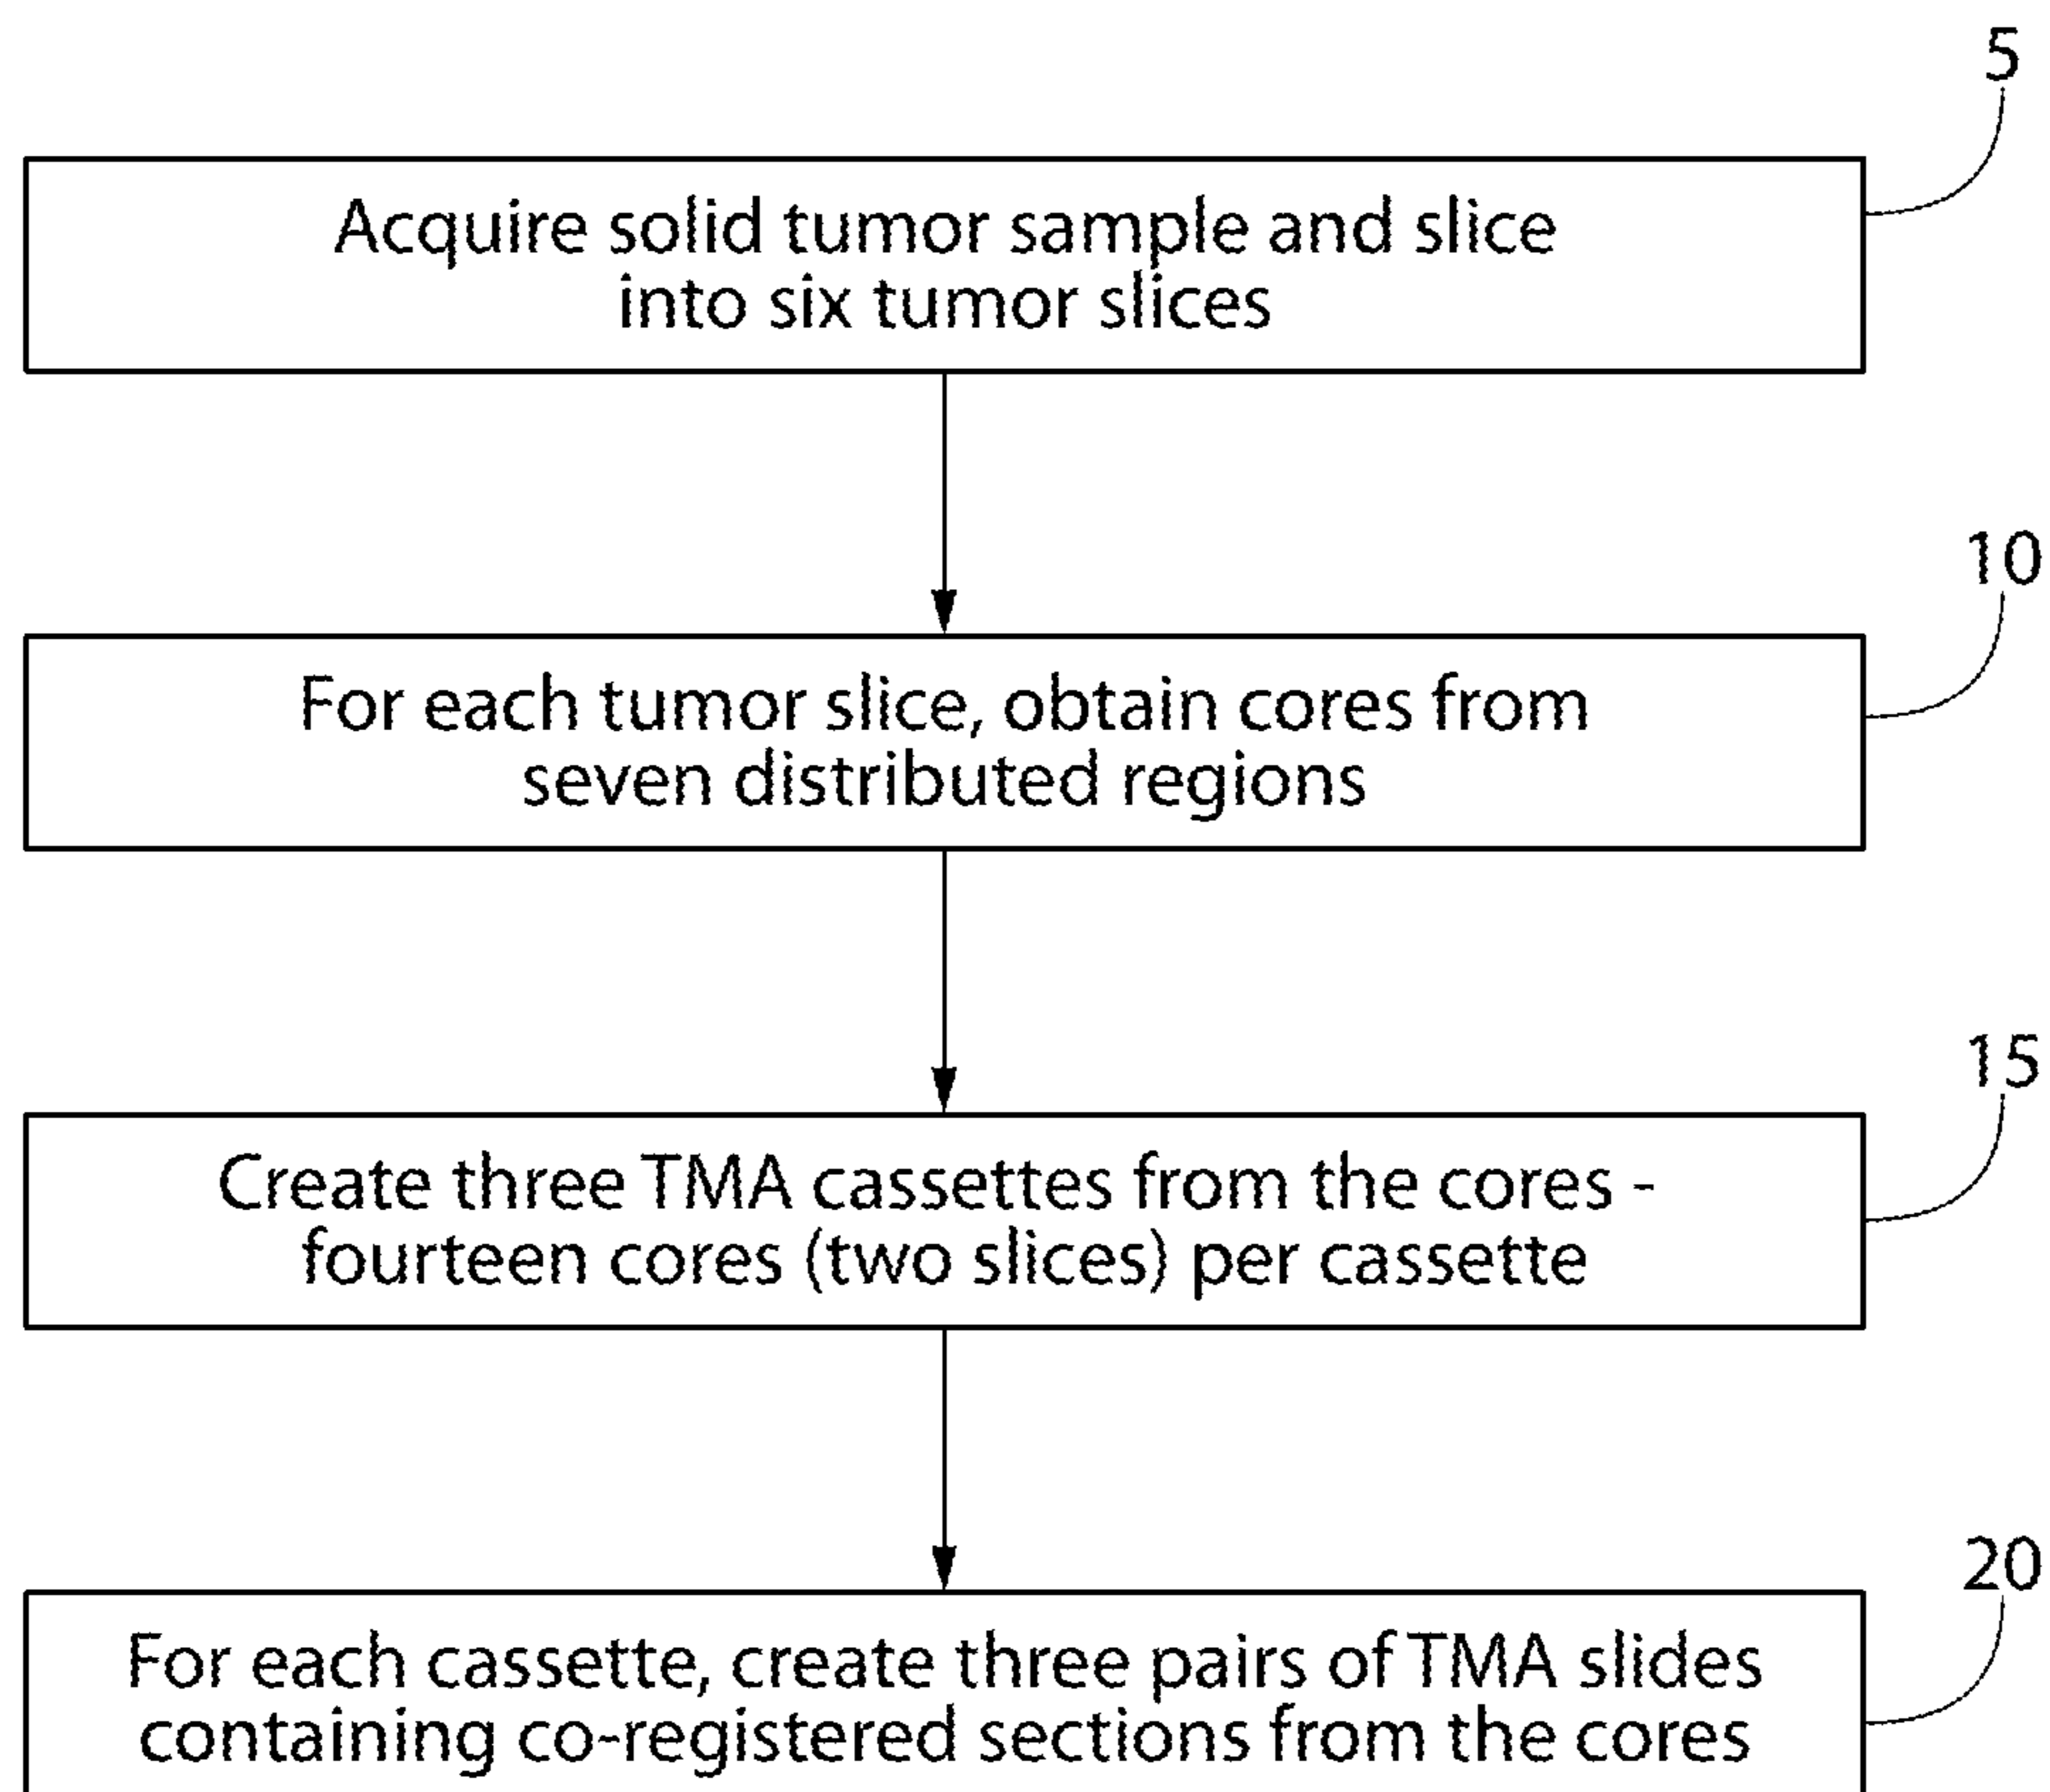 5
Acquire solid tumor sample and slice
into six tumor slices
10
For each tumor slice, obtain cores from
seven distributed regions
15
Create three TMA cassettes from the cores -
fourteen cores (two slices) per cassette
20
For each cassette, create three pairs of TMA slides
containing co-registered sections from the cores